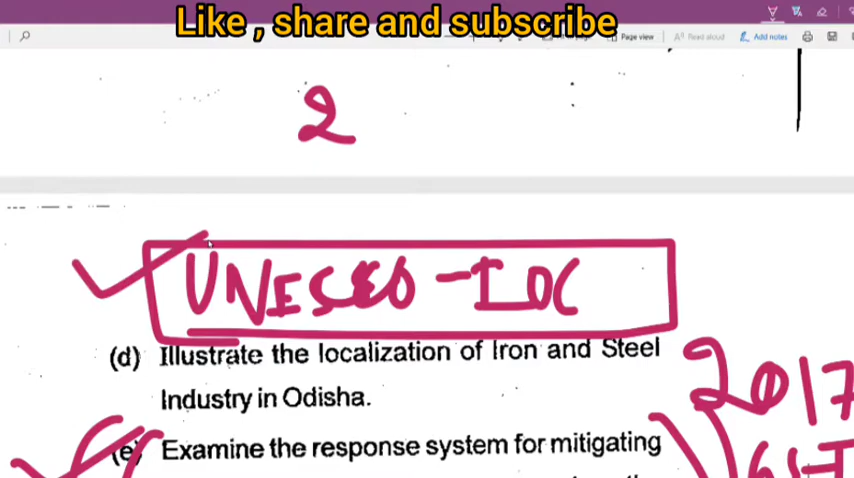 Like , share and subscribe
Page view Read aloud Add notes
2
UNESCO-IOC
(d) Illustrate the localization of Iron and Steel
Industry in Odisha.
2017
(e) Examine the response system for mitigating